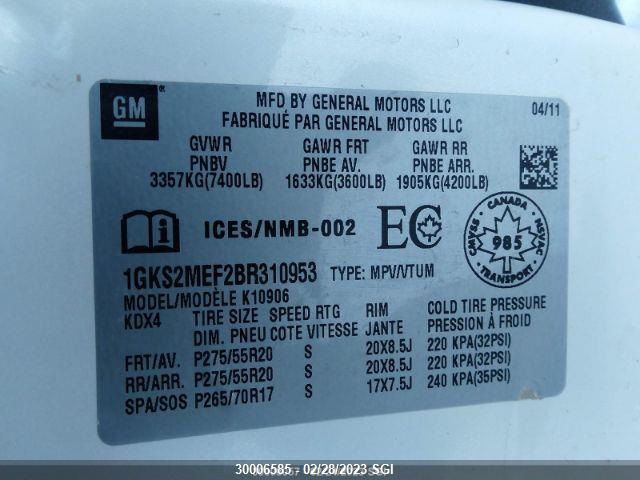 GM ®
MFD BY GENERAL MOTORS LLC 04/11
FABRIQUÉ PAR GENERAL MOTORS LLC
GVWR GAWR FRT GAWR RR
PNBV PNBE AV. PNBE ARR.
3357KG(7400LB) 1633KG(3600LB) 1905KG(4200LB)
ICES/NMB-002 EC
CANADA
CMVSS 985 NSVAC
TRANSPORT
1GKS2MEF2BR310953 TYPE: MPV/VTUM
MODEL/MODÈLE K10906
KDX4 TIRE SIZE SPEED RTG RIM COLD TIRE PRESSURE
DIM. PNEU COTE VITESSE JANTE PRESSION À FROID
FRT/AV. P275/55R20 S 20X8.5J 220 KPA(32PSI)
RR/ARR. P275/55R20 S 20X8.5J 220 KPA(32PSI)
SPA/SOS P265/70R17 S 17X7.5J 240 KPA(35PSI)
30006585 - 02/28/2023 SGI